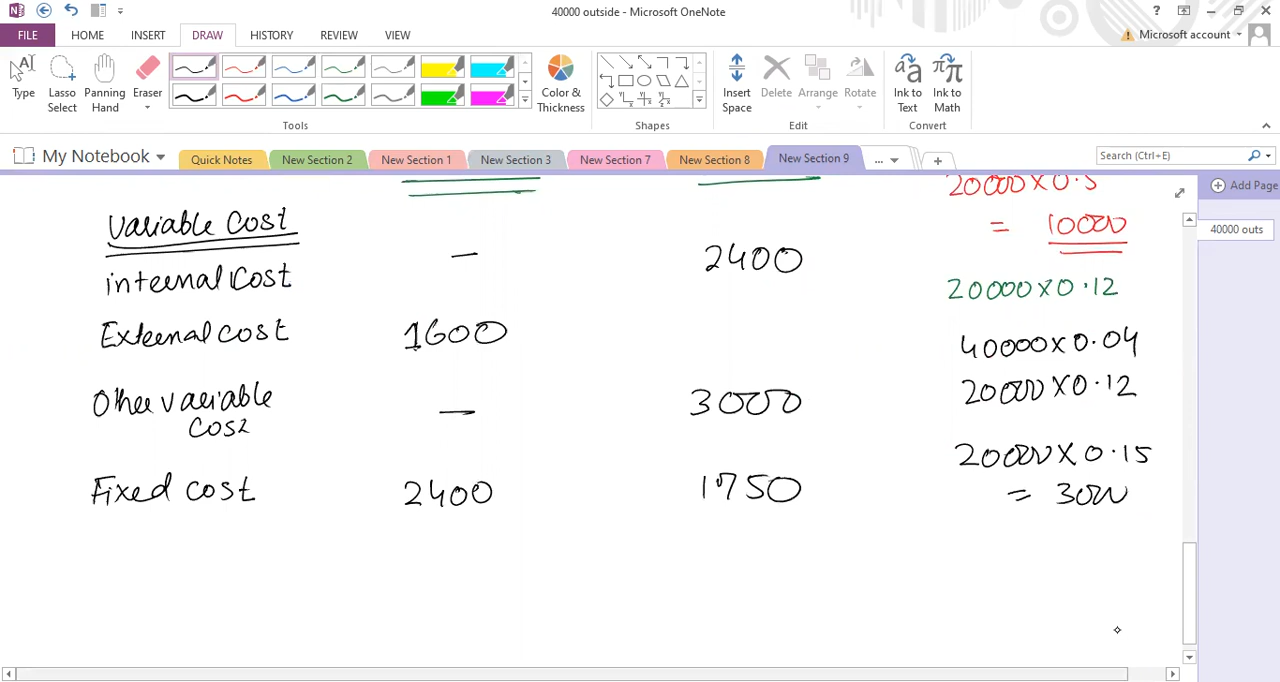 40000 outside - Microsoft OneNote
?
FILE HOME INSERT DRAW HISTORY REVIEW VIEW
Microsoft account
Type
Lasso Select
Panning Hand
Eraser
Color & Thickness
Insert Space
Delete
Arrange
Rotate
Ink to Text
Ink to Math
Tools Shapes Edit Convert
My Notebook Quick Notes New Section 2 New Section 1 New Section 3 New Section 7 New Section 8 New Section 9 ... Search (Ctrl+E)
Add Page
40000 outs
20000 X 0.5
= 10000
Variable Cost
internal Cost — 2400
20000 X 0.12
External cost 1600
40000 X 0.04
20000 X 0.12
Other variable — 3000
Cost
20000 X 0.15
Fixed cost 2400 1750
= 3000